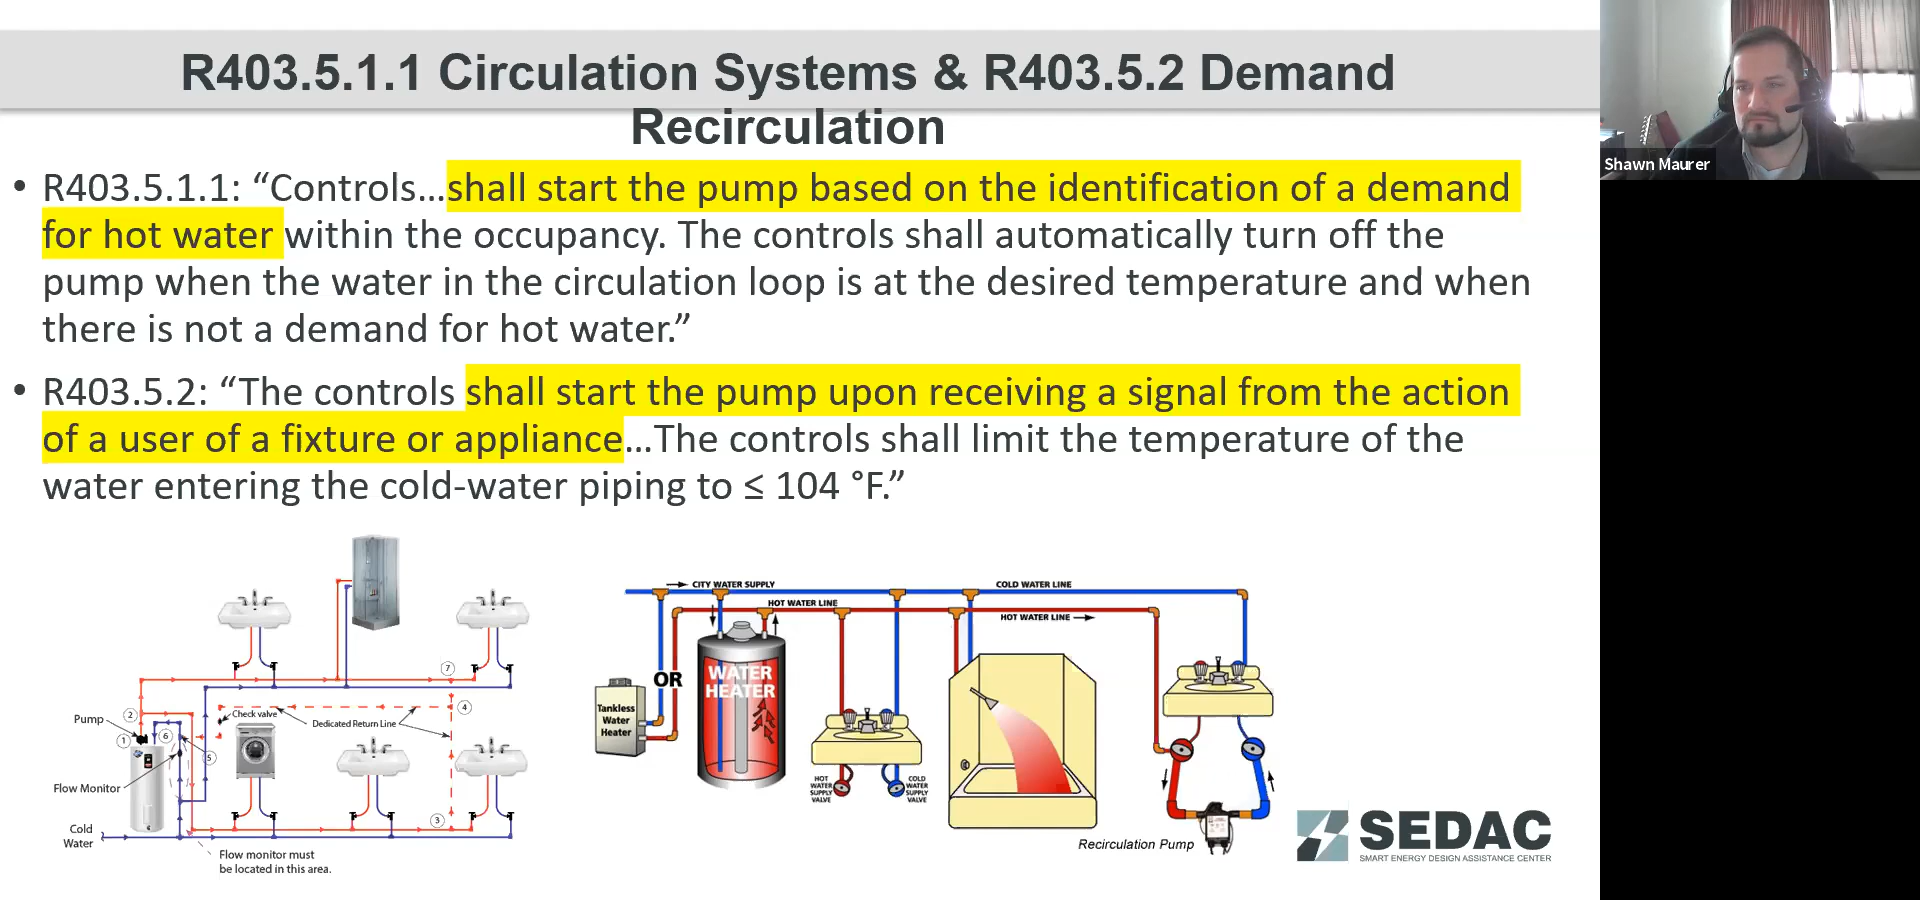 R403.5.1.1 Circulation Systems & R403.5.2 Demand
Recirculation
• R403.5.1.1: “Controls…shall start the pump based on the identification of a demand
for hot water within the occupancy. The controls shall automatically turn off the
pump when the water in the circulation loop is at the desired temperature and when
there is not a demand for hot water.”
• R403.5.2: “The controls shall start the pump upon receiving a signal from the action
of a user of a fixture or appliance…The controls shall limit the temperature of the
water entering the cold-water piping to ≤ 104 °F.”
Shawn Maurer
7
4
2
Pump
1
6
Check valve
Dedicated Return Line
5
Flow Monitor
3
Cold
Water
Flow monitor must
be located in this area.
CITY WATER SUPPLY
COLD WATER LINE
HOT WATER LINE
HOT WATER LINE
OR
WATER
HEATER
Tankless
Water
Heater
HOT
WATER
SUPPLY
VALVE
COLD
WATER
SUPPLY
VALVE
Recirculation Pump
SEDAC
SMART ENERGY DESIGN ASSISTANCE CENTER